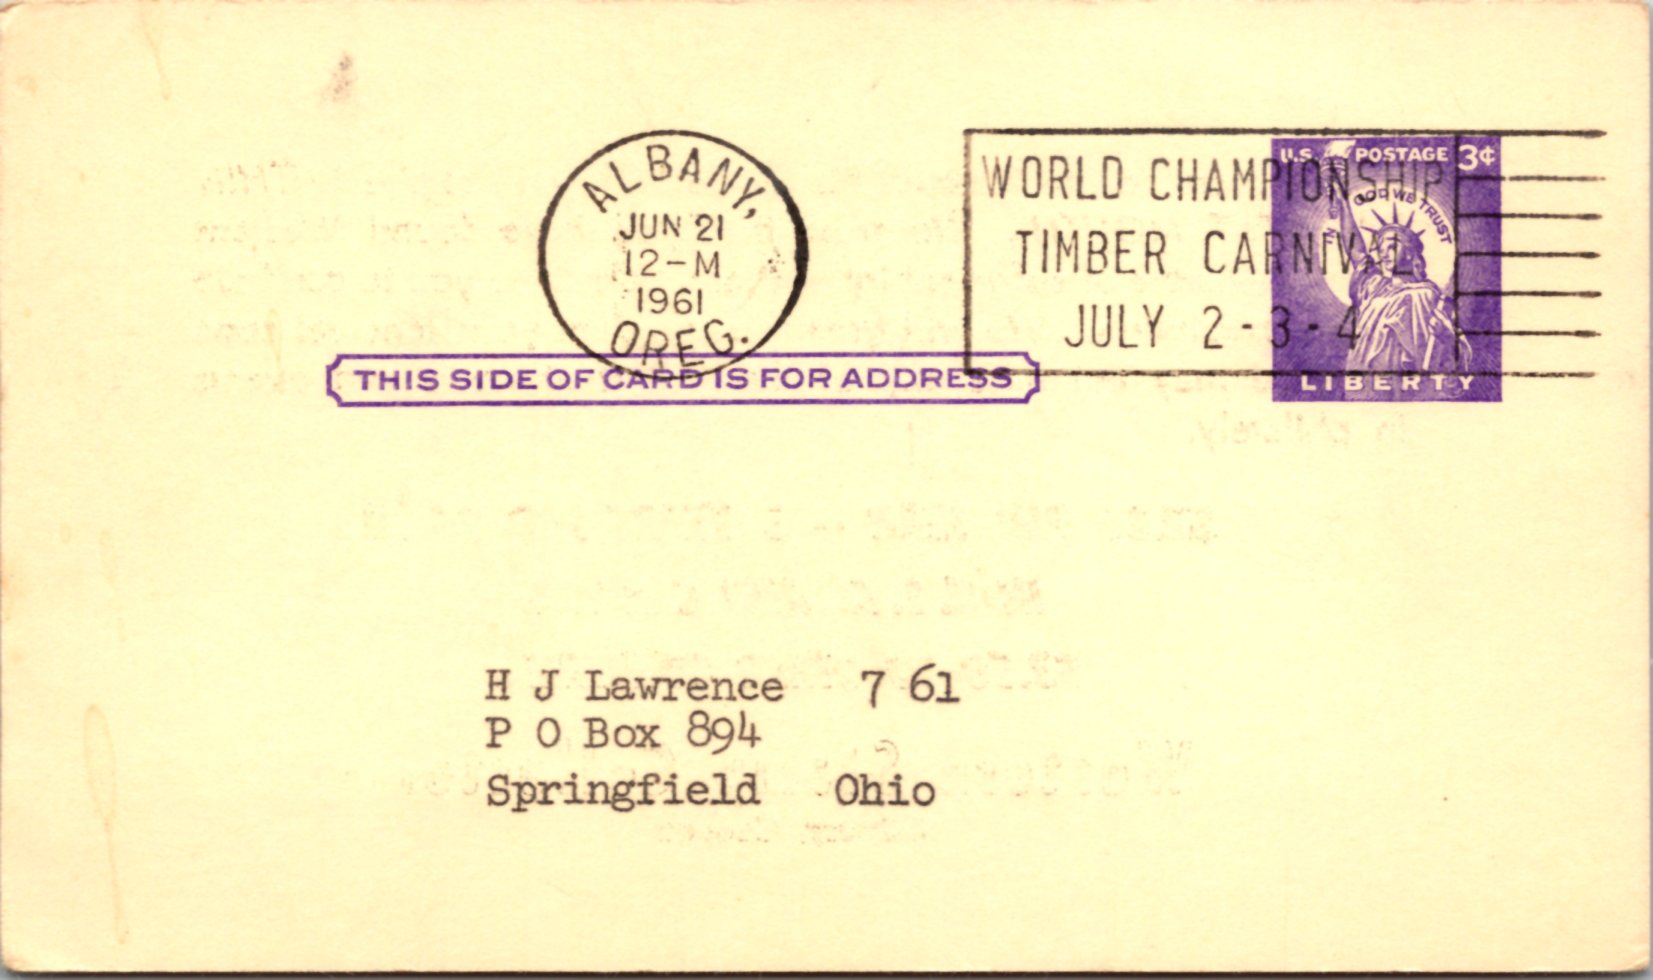 ALBANY,
JUN 21
12-M
1961
OREG.
WORLD CHAMPIONSHIP
TIMBER CARNIVAL
JULY 2-3-4
U.S. POSTAGE 3¢
IN GOD WE TRUST
LIBERTY
THIS SIDE OF CARD IS FOR ADDRESS
H J Lawrence 7 61
P O Box 894
Springfield Ohio